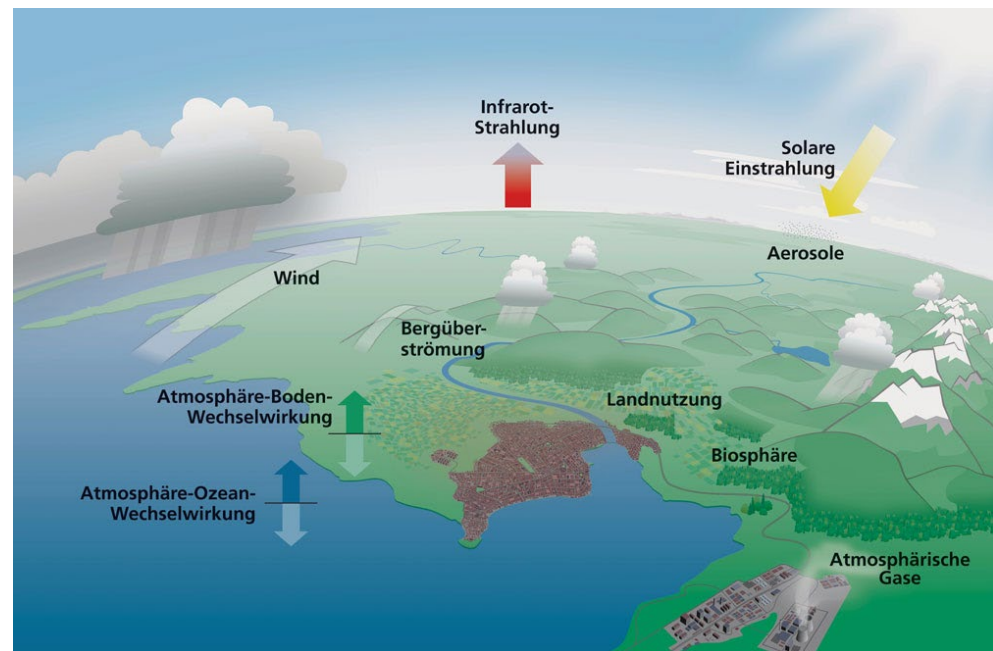 Infrarot-
Strahlung
Solare
Einstrahlung
Aerosole
Wind
Bergüber-
strömung
Atmosphäre-Boden-
Wechselwirkung
Landnutzung
Biosphäre
Atmosphäre-Ozean-
Wechselwirkung
Atmosphärische
Gase